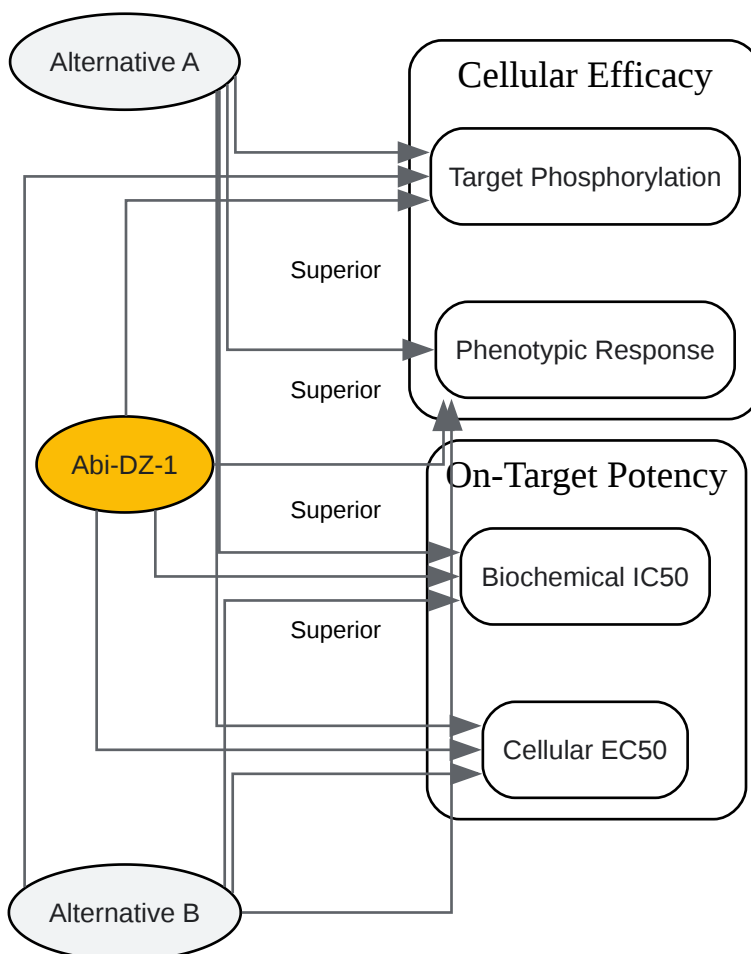 Alternative A
Cellular Efficacy
Target Phosphorylation
Superior
Phenotypic Response
Superior
Abi-DZ-1
On-Target Potency
Superior
Biochemical IC50
Superior
Cellular EC50
Alternative B